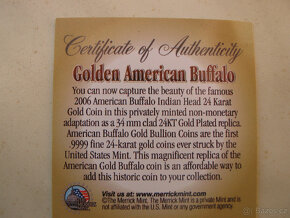 Certificate of Authenticity
Golden American Buffalo
You can now capture the beauty of the famous
2006 American Buffalo Indian Head 24 Karat
Gold Coin in this privately minted non-monetary
adaptation as a 34 mm clad 24KT Gold Plated replica.
American Buffalo Gold Bullion Coins are the first
.9999 fine 24-karat gold coins ever struck by the
United States Mint. This magnificent replica of the
American Gold Buffalo coin is an affordable way to
add this historic coin to your collection.
Visit us at: www.merrickmint.com
©The Merrick Mint. The Merrick Mint is a private mint and is
not affiliated with the U.S. Mint or any government agency.